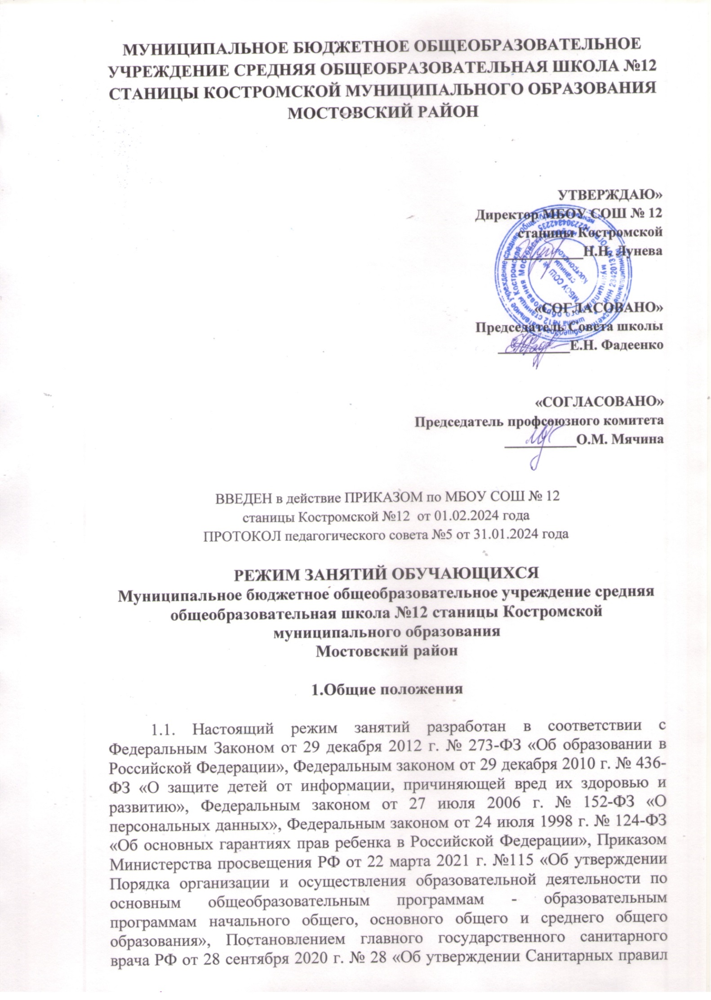 МУНИЦИПАЛЬНОЕ БЮДЖЕТНОЕ ОБЩЕОБРАЗОВАТЕЛЬНОЕ
УЧРЕЖДЕНИЕ СРЕДНЯЯ ОБЩЕОБРАЗОВАТЕЛЬНАЯ ШКОЛА №12
СТАНИЦЫ КОСТРОМСКОЙ МУНИЦИПАЛЬНОГО ОБРАЗОВАНИЯ
МОСТОВСКИЙ РАЙОН
УТВЕРЖДАЮ»
Директор МБОУ СОШ № 12
станицы Костромской
___________Н.Н. Лунева
«СОГЛАСОВАНО»
Председатель Совета школы
__________Е.Н. Фадеенко
«СОГЛАСОВАНО»
Председатель профсоюзного комитета
__________О.М. Мячина
ВВЕДЕН в действие ПРИКАЗОМ по МБОУ СОШ № 12
станицы Костромской №12 от 01.02.2024 года
ПРОТОКОЛ педагогического совета №5 от 31.01.2024 года
РЕЖИМ ЗАНЯТИЙ ОБУЧАЮЩИХСЯ
Муниципальное бюджетное общеобразовательное учреждение средняя
общеобразовательная школа №12 станицы Костромской
муниципального образования
Мостовский район
1.Общие положения
1.1. Настоящий режим занятий разработан в соответствии с
Федеральным Законом от 29 декабря 2012 г. № 273-ФЗ «Об образовании в
Российской Федерации», Федеральным законом от 29 декабря 2010 г. № 436-
ФЗ «О защите детей от информации, причиняющей вред их здоровью и
развитию», Федеральным законом от 27 июля 2006 г. № 152-ФЗ «О
персональных данных», Федеральным законом от 24 июля 1998 г. № 124-ФЗ
«Об основных гарантиях прав ребенка в Российской Федерации», Приказом
Министерства просвещения РФ от 22 марта 2021 г. №115 «Об утверждении
Порядка организации и осуществления образовательной деятельности по
основным общеобразовательным программам - образовательным
программам начального общего, основного общего и среднего общего
образования», Постановлением главного государственного санитарного
врача РФ от 28 сентября 2020 г. № 28 «Об утверждении Санитарных правил